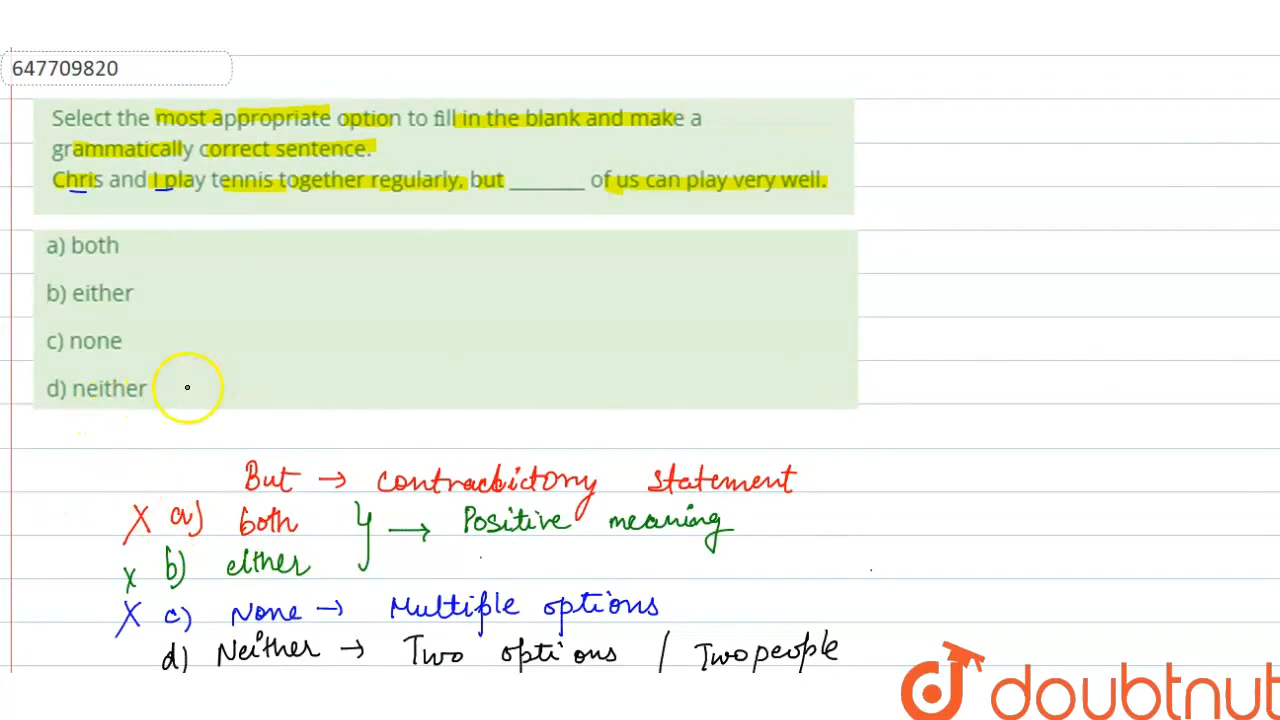 647709820
Select the most appropriate option to fill in the blank and make a
grammatically correct sentence.
Chris and I play tennis together regularly, but ________ of us can play very well.
a) both
b) either
c) none
d) neither
But → contradictory statement
X a) both } → Positive meaning
x b) either
X c) None → Multiple options
d) Neither → Two options / Two people
doubtnut